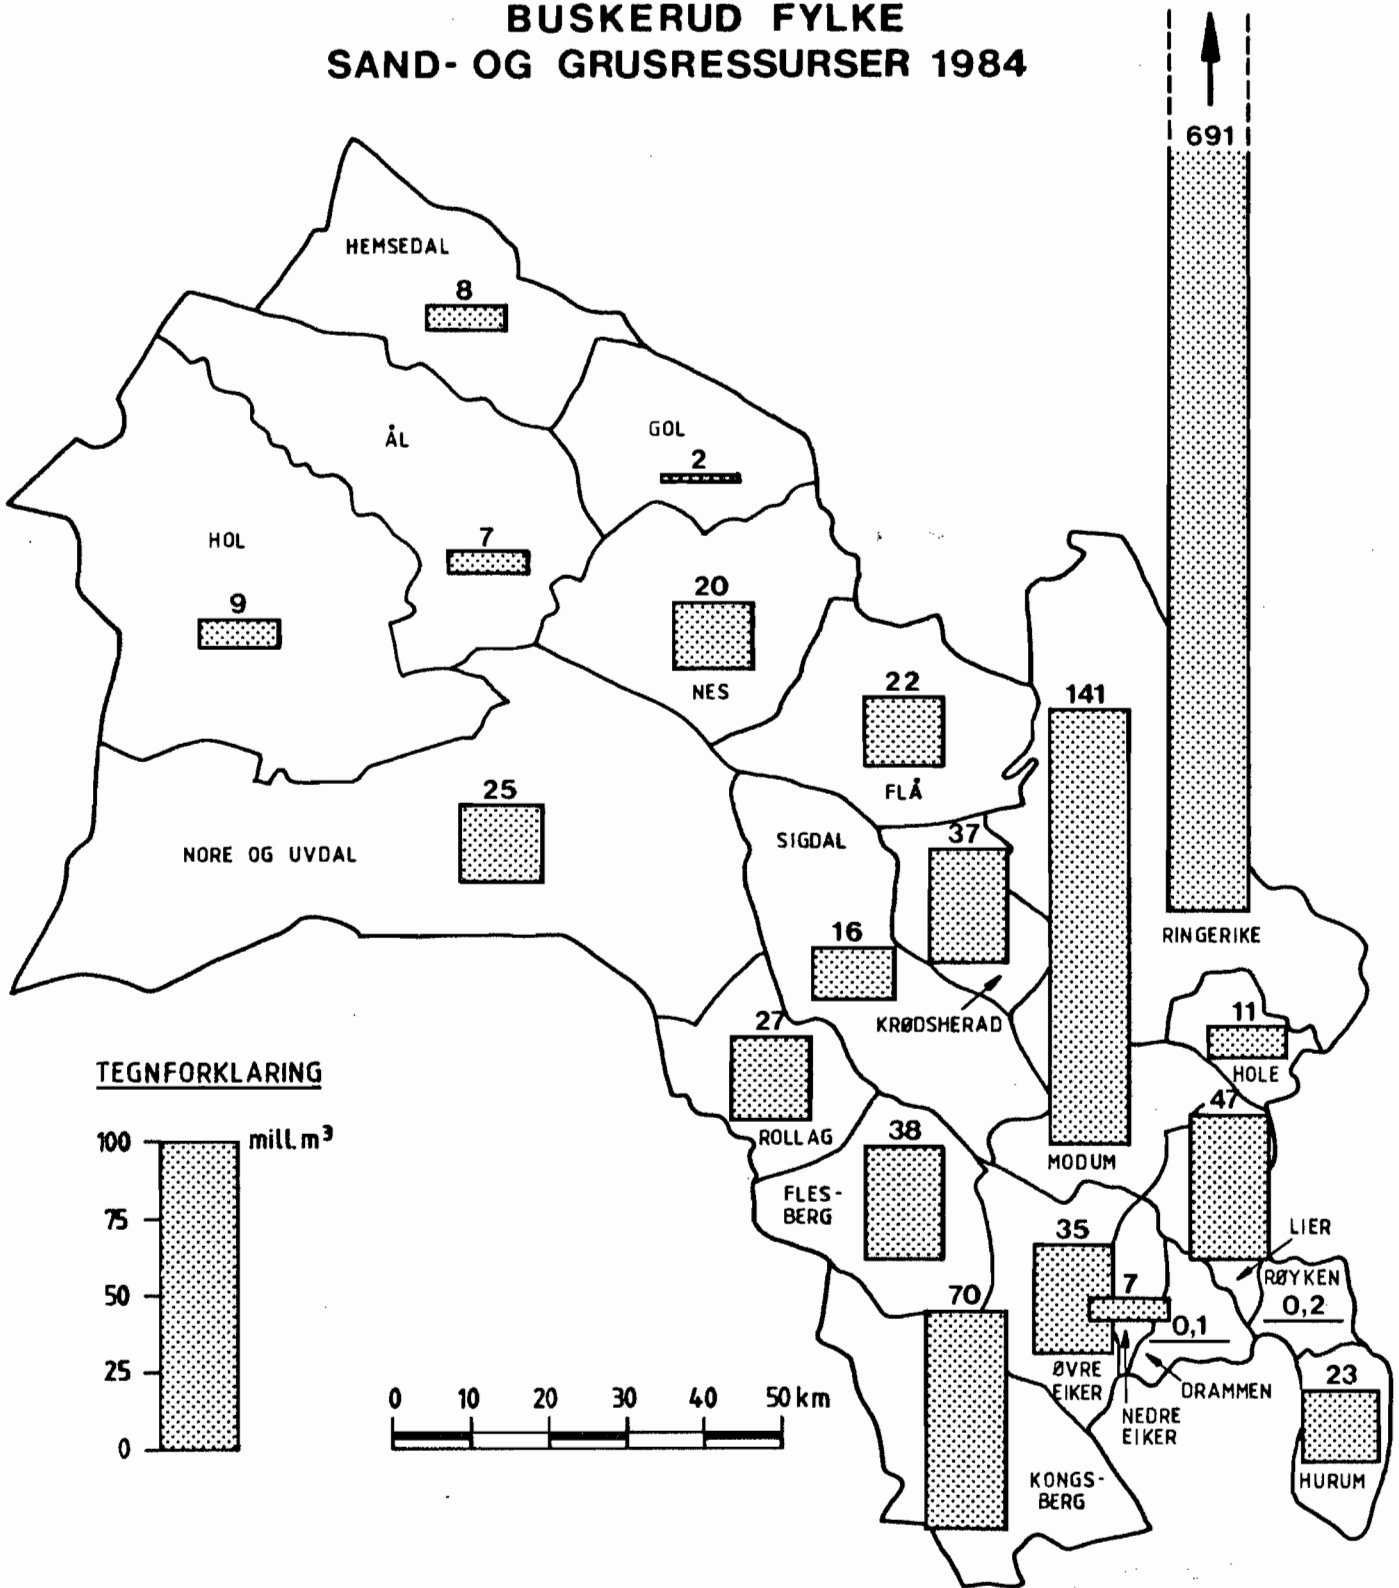 BUSKERUD FYLKE
SAND- OG GRUSRESSURSER 1984
691
HEMSEDAL
8
ÅL
7
GOL
2
HOL
9
20
NES
22
FLÅ
141
25
NORE OG UVDAL
SIGDAL
16
37
KRØDSHERAD
RINGERIKE
11
HOLE
27
ROLLAG
47
LIER
MODUM
38
FLES-
BERG
35
ØVRE
EIKER
7
NEDRE
EIKER
0,1
DRAMMEN
RØYKEN
0,2
23
HURUM
70
KONGS-
BERG
TEGNFORKLARING
100 mill. m³
75
50
25
0
0 10 20 30 40 50 km